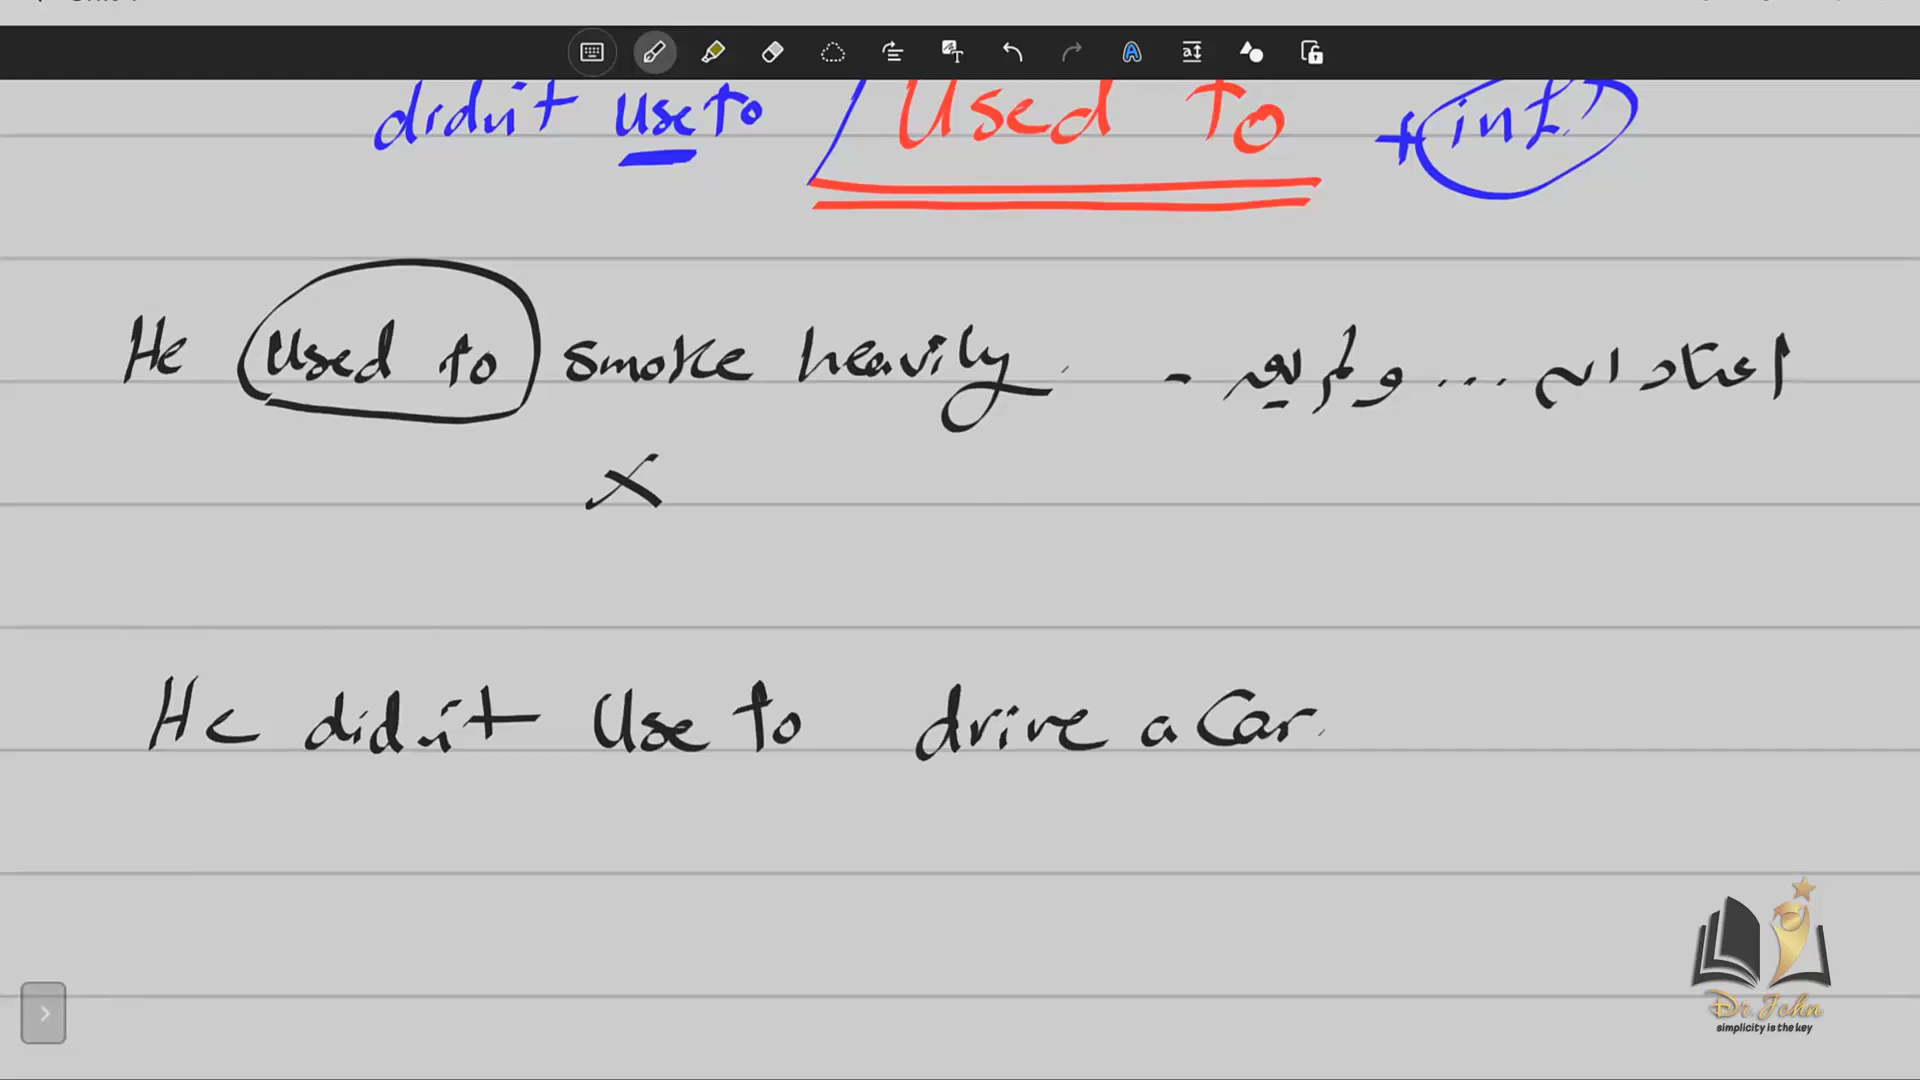 didn't use to / Used To + inf.
He used to smoke heavily. اعتاد ان ... ولم يعد -
X
He didn't use to drive a car.
Dr. John
simplicity is the key